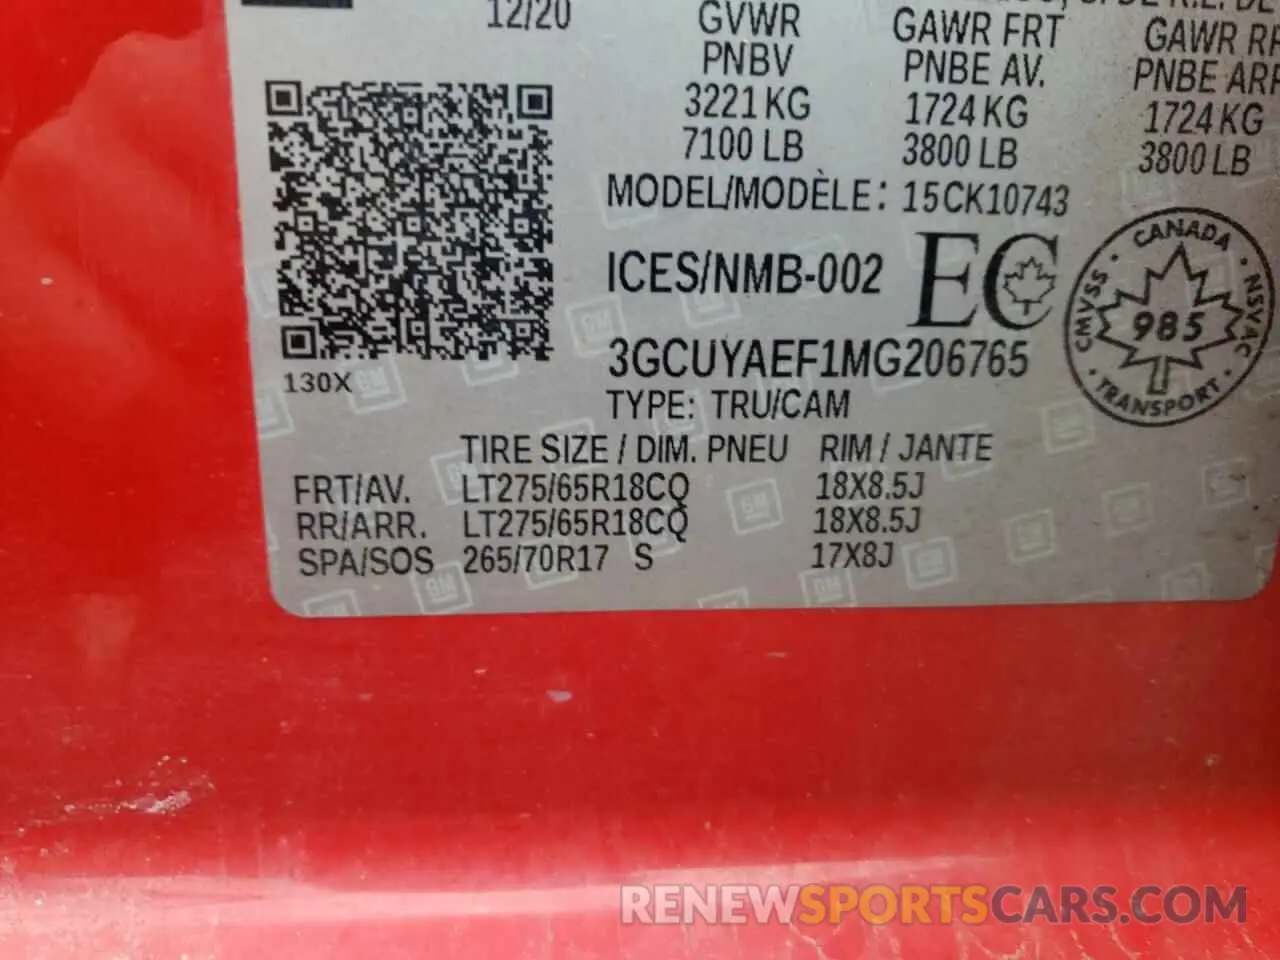 12/20
GVWR GAWR FRT GAWR
PNBV PNBE AV. PNBE
3221 KG 1724 KG 1724 KG
7100 LB 3800 LB 3800 LB
MODEL/MODÈLE: 15CK10743
ICES/NMB-002 EC
CANADA
CMVSS 985 NSVAC
TRANSPORT
3GCUYAEF1MG206765
130X
TYPE: TRU/CAM
TIRE SIZE / DIM. PNEU RIM / JANTE
FRT/AV. LT275/65R18CQ 18X8.5J
RR/ARR. LT275/65R18CQ 18X8.5J
SPA/SOS 265/70R17 S 17X8J
GM
RENEWSPORTSCARS.COM